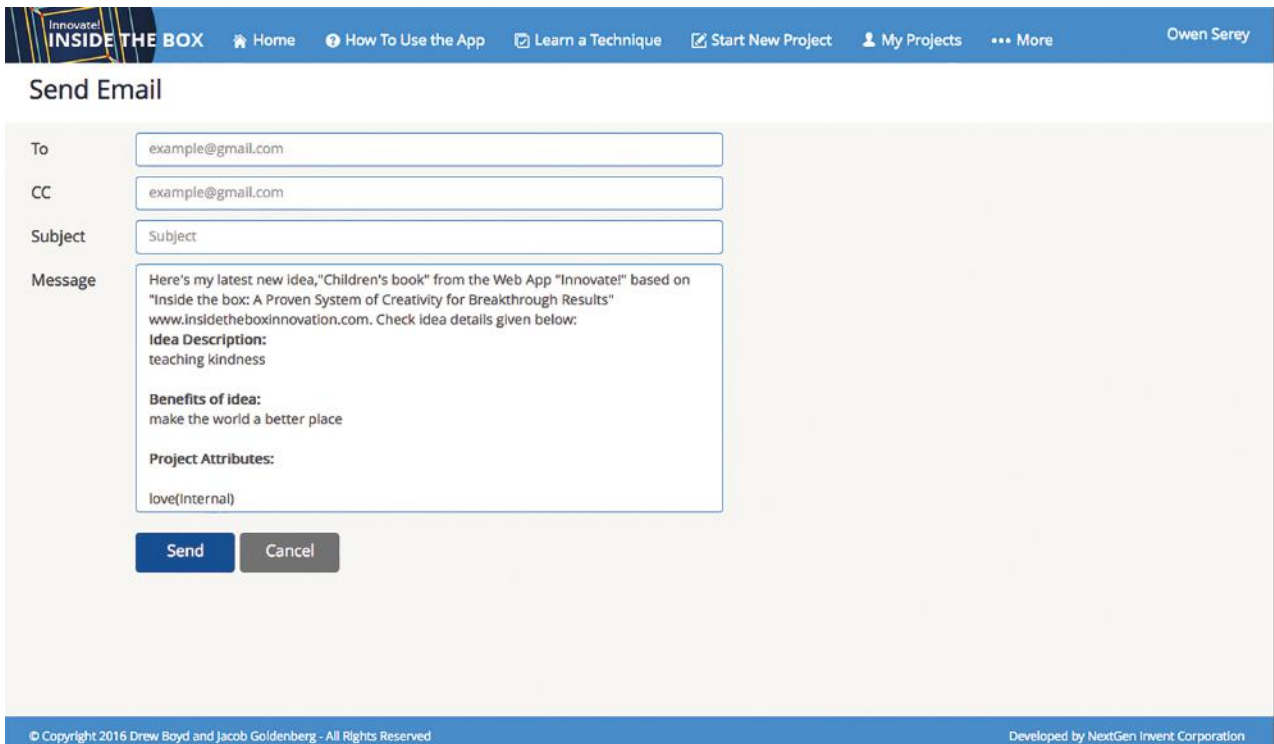 Innovate!
INSIDE THE BOX
Home
How To Use the App
Learn a Technique
Start New Project
My Projects
More
Owen Serey
Send Email
To
example@gmail.com
CC
example@gmail.com
Subject
Subject
Message
Here's my latest new idea,"Children's book" from the Web App "Innovate!" based on
"Inside the box: A Proven System of Creativity for Breakthrough Results"
www.insidetheboxinnovation.com. Check idea details given below:
Idea Description:
teaching kindness
Benefits of idea:
make the world a better place
Project Attributes:
love(Internal)
Send
Cancel
© Copyright 2016 Drew Boyd and Jacob Goldenberg - All Rights Reserved
Developed by NextGen Invent Corporation